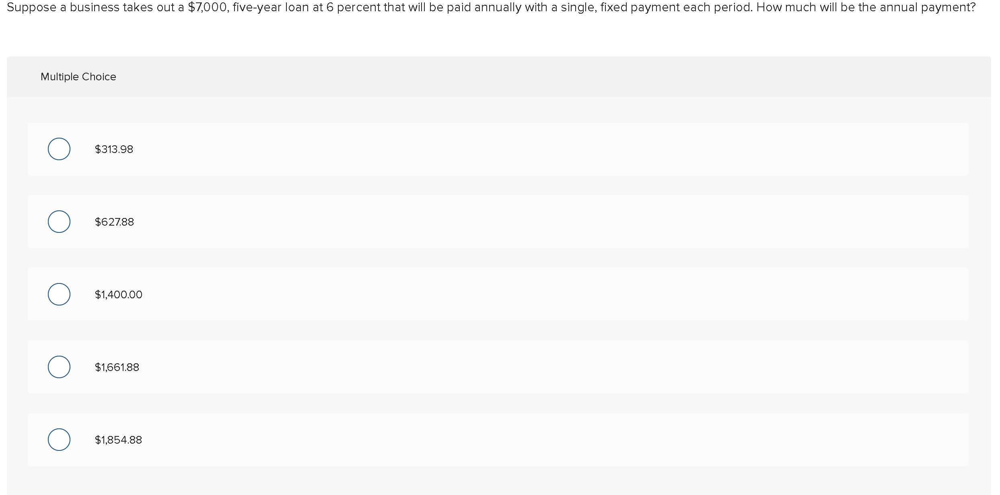 Suppose a business takes out a $7,000, five-year loan at 6 percent that will be paid annually with a single, fixed payment each period. How much will be the annual payment?
Multiple Choice
$313.98
$627.88
$1,400.00
$1,661.88
$1,854.88